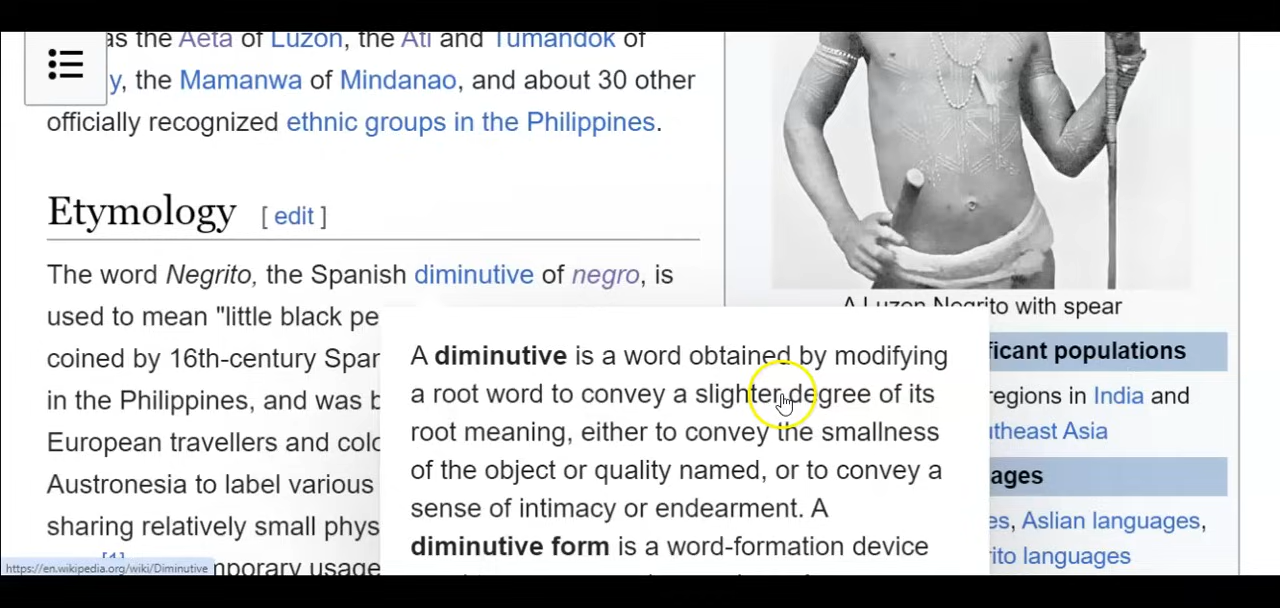 as the Aeta of Luzon, the Ati and Tumandok of
y, the Mamanwa of Mindanao, and about 30 other
officially recognized ethnic groups in the Philippines.
Etymology [ edit ]
The word Negrito, the Spanish diminutive of negro, is
used to mean "little black pe
coined by 16th-century Spar
in the Philippines, and was b
European travellers and colo
Austronesia to label various
sharing relatively small phys
[1]
mporary usage
https://en.wikipedia.org/wiki/Diminutive
A diminutive is a word obtained by modifying
a root word to convey a slighter degree of its
root meaning, either to convey the smallness
of the object or quality named, or to convey a
sense of intimacy or endearment. A
diminutive form is a word-formation device
A Luzon Negrito with spear
ficant populations
regions in India and
utheast Asia
ages
es, Aslian languages,
rito languages